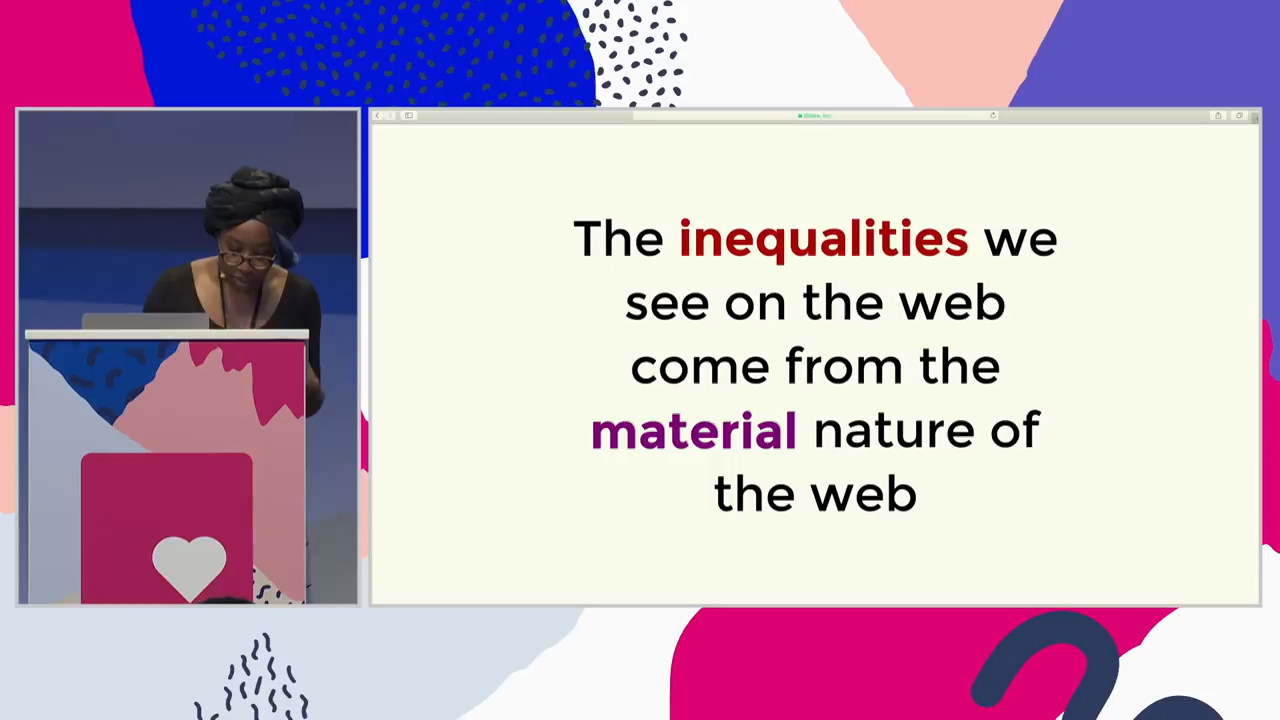 The inequalities we
see on the web
come from the
material nature of
the web